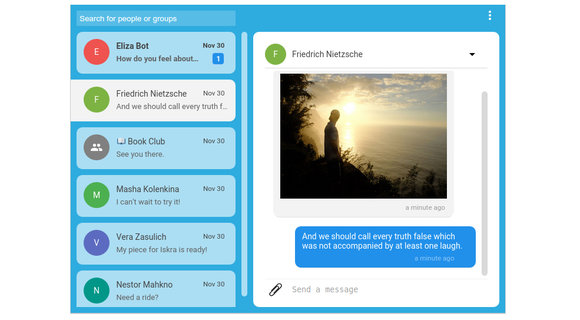 Search for people or groups
E
Eliza Bot
Nov 30
How do you feel about...
1
F
Friedrich Nietzsche
Nov 30
And we should call every truth f...
Book Club
Nov 30
See you there.
M
Masha Kolenkina
Nov 30
I can't wait to try it!
V
Vera Zasulich
Nov 30
My piece for Iskra is ready!
N
Nestor Mahkno
Nov 30
Need a ride?
F
Friedrich Nietzsche
a minute ago
And we should call every truth false which
was not accompanied by at least one laugh.
a minute ago
Send a message